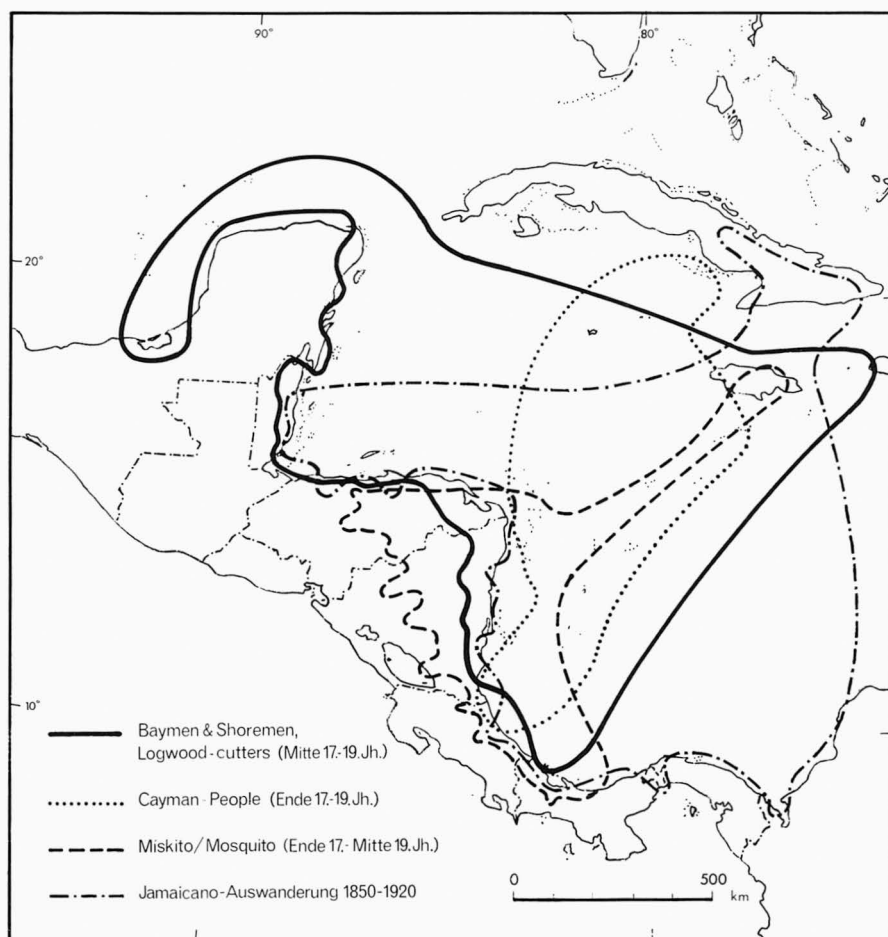 90°
80°
20°
10°
Baymen & Shoremen,
Logwood-cutters (Mitte 17.-19. Jh.)
Cayman-People (Ende 17.-19. Jh.)
Miskito/Mosquito (Ende 17.- Mitte 19. Jh.)
Jamaicano-Auswanderung 1850-1920
0
500
km